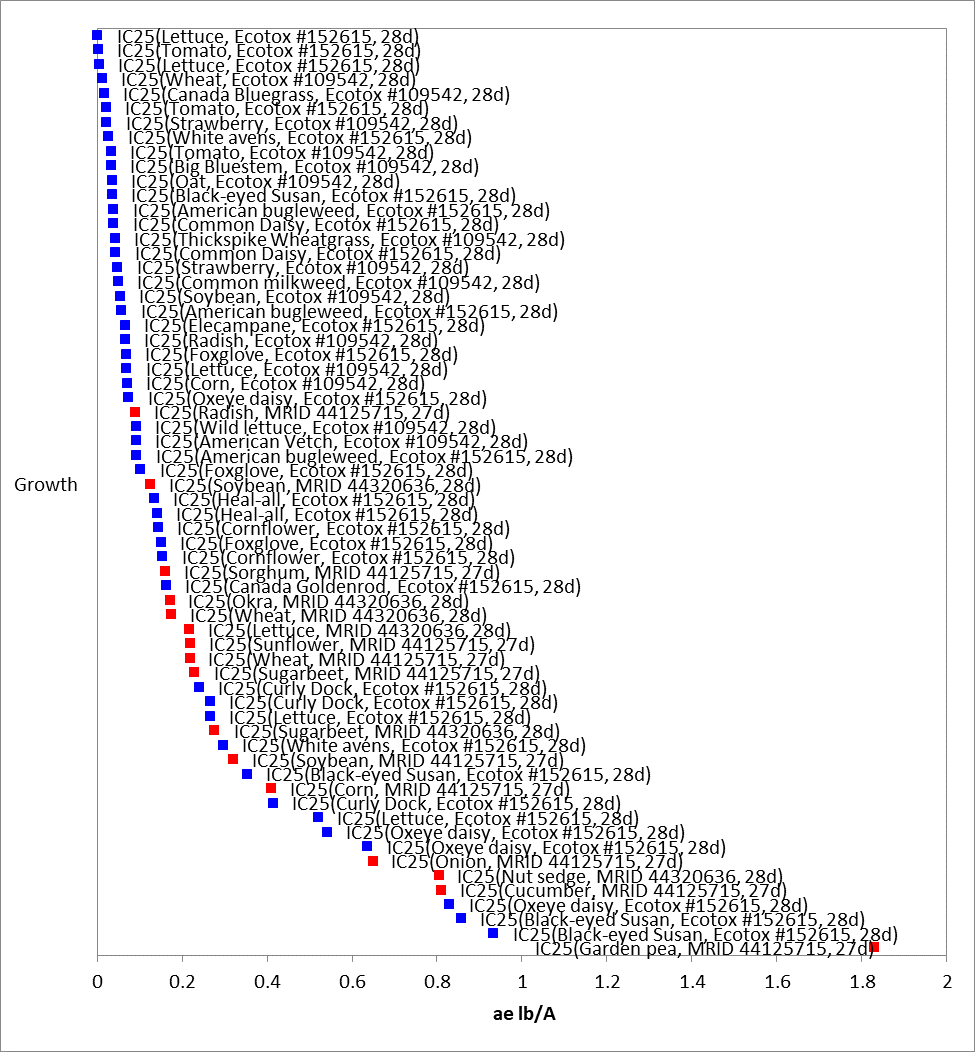 IC25(Lettuce, Ecotox #152615, 28d)
IC25(Tomato, Ecotox #152615, 28d)
IC25(Lettuce, Ecotox #152615, 28d)
IC25(Wheat, Ecotox #109542, 28d)
IC25(Canada Bluegrass, Ecotox #109542, 28d)
IC25(Tomato, Ecotox #152615, 28d)
IC25(Strawberry, Ecotox #109542, 28d)
IC25(White avens, Ecotox #152615, 28d)
IC25(Tomato, Ecotox #109542, 28d)
IC25(Big Bluestem, Ecotox #109542, 28d)
IC25(Oat, Ecotox #109542, 28d)
IC25(Black-eyed Susan, Ecotox #152615, 28d)
IC25(American bugleweed, Ecotox #152615, 28d)
IC25(Common Daisy, Ecotox #152615, 28d)
IC25(Thickspike Wheatgrass, Ecotox #109542, 28d)
IC25(Common Daisy, Ecotox #152615, 28d)
IC25(Strawberry, Ecotox #109542, 28d)
IC25(Common milkweed, Ecotox #109542, 28d)
IC25(Soybean, Ecotox #109542, 28d)
IC25(American bugleweed, Ecotox #152615, 28d)
IC25(Elecampane, Ecotox #152615, 28d)
IC25(Radish, Ecotox #109542, 28d)
IC25(Foxglove, Ecotox #152615, 28d)
IC25(Lettuce, Ecotox #109542, 28d)
IC25(Corn, Ecotox #109542, 28d)
IC25(Oxeye daisy, Ecotox #152615, 28d)
IC25(Radish, MRID 44125715, 27d)
IC25(Wild lettuce, Ecotox #109542, 28d)
IC25(American Vetch, Ecotox #109542, 28d)
IC25(American bugleweed, Ecotox #152615, 28d)
IC25(Foxglove, Ecotox #152615, 28d)
Growth
IC25(Soybean, MRID 44320636, 28d)
IC25(Heal-all, Ecotox #152615, 28d)
IC25(Heal-all, Ecotox #152615, 28d)
IC25(Cornflower, Ecotox #152615, 28d)
IC25(Foxglove, Ecotox #152615, 28d)
IC25(Cornflower, Ecotox #152615, 28d)
IC25(Sorghum, MRID 44125715, 27d)
IC25(Canada Goldenrod, Ecotox #152615, 28d)
IC25(Okra, MRID 44320636, 28d)
IC25(Wheat, MRID 44320636, 28d)
IC25(Lettuce, MRID 44320636, 28d)
IC25(Sunflower, MRID 44125715, 27d)
IC25(Wheat, MRID 44125715, 27d)
IC25(Sugarbeet, MRID 44125715, 27d)
IC25(Curly Dock, Ecotox #152615, 28d)
IC25(Curly Dock, Ecotox #152615, 28d)
IC25(Lettuce, Ecotox #152615, 28d)
IC25(Sugarbeet, MRID 44320636, 28d)
IC25(White avens, Ecotox #152615, 28d)
IC25(Soybean, MRID 44125715, 27d)
IC25(Black-eyed Susan, Ecotox #152615, 28d)
IC25(Corn, MRID 44125715, 27d)
IC25(Curly Dock, Ecotox #152615, 28d)
IC25(Lettuce, Ecotox #152615, 28d)
IC25(Oxeye daisy, Ecotox #152615, 28d)
IC25(Oxeye daisy, Ecotox #152615, 28d)
IC25(Onion, MRID 44125715, 27d)
IC25(Nut sedge, MRID 44320636, 28d)
IC25(Cucumber, MRID 44125715, 27d)
IC25(Oxeye daisy, Ecotox #152615, 28d)
IC25(Black-eyed Susan, Ecotox #152615, 28d)
IC25(Black-eyed Susan, Ecotox #152615, 28d)
IC25(Garden pea, MRID 44125715, 27d)
0 0.2 0.4 0.6 0.8 1 1.2 1.4 1.6 1.8 2
ae lb/A